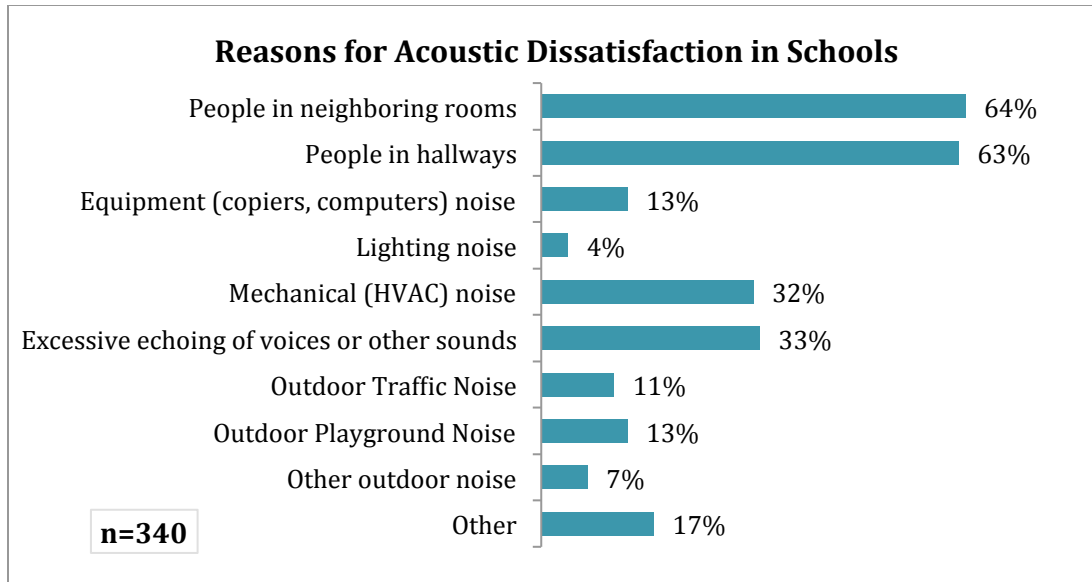 Reasons for Acoustic Dissatisfaction in Schools
People in neighboring rooms 64%
People in hallways 63%
Equipment (copiers, computers) noise 13%
Lighting noise 4%
Mechanical (HVAC) noise 32%
Excessive echoing of voices or other sounds 33%
Outdoor Traffic Noise 11%
Outdoor Playground Noise 13%
Other outdoor noise 7%
Other 17%
n=340